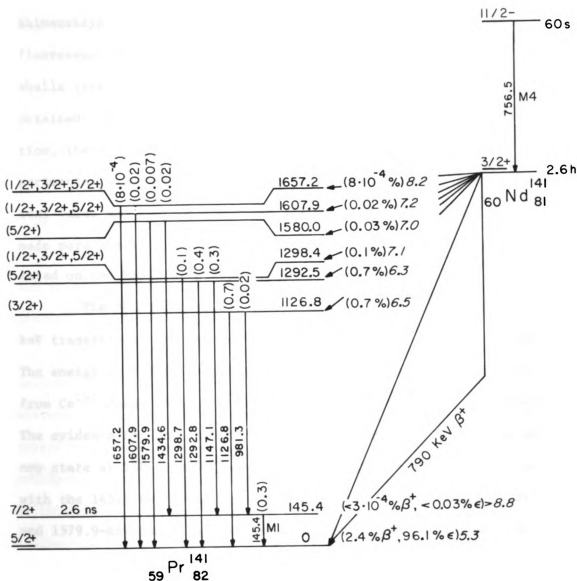 11/2- 60 s
756.5 M4
3/2+ 2.6 h
60 Nd 141 81
(8·10⁻⁴) (0.02) (0.007) (0.02)
(1/2+,3/2+,5/2+) 1657.2 (8·10⁻⁴%) 8.2
(1/2+,3/2+,5/2+) 1607.9 (0.02%) 7.2
(5/2+) 1580.0 (0.03%) 7.0
(0.1) (0.4) (0.3)
(1/2+,3/2+,5/2+) 1298.4 (0.1%) 7.1
(5/2+) 1292.5 (0.7%) 6.3
(0.7) (0.02)
(3/2+) 1126.8 (0.7%) 6.5
1657.2 1607.9 1579.9 1434.6 1298.7 1292.8 1147.1 1126.8 981.3
790 KeV β⁺
7/2+ 2.6 ns 145.4 (<3·10⁻⁴%β⁺, <0.03%ε) >8.8
145.4 (0.3) M1
5/2+ 0 (2.4%β⁺, 96.1%ε) 5.3
59 Pr 141 82